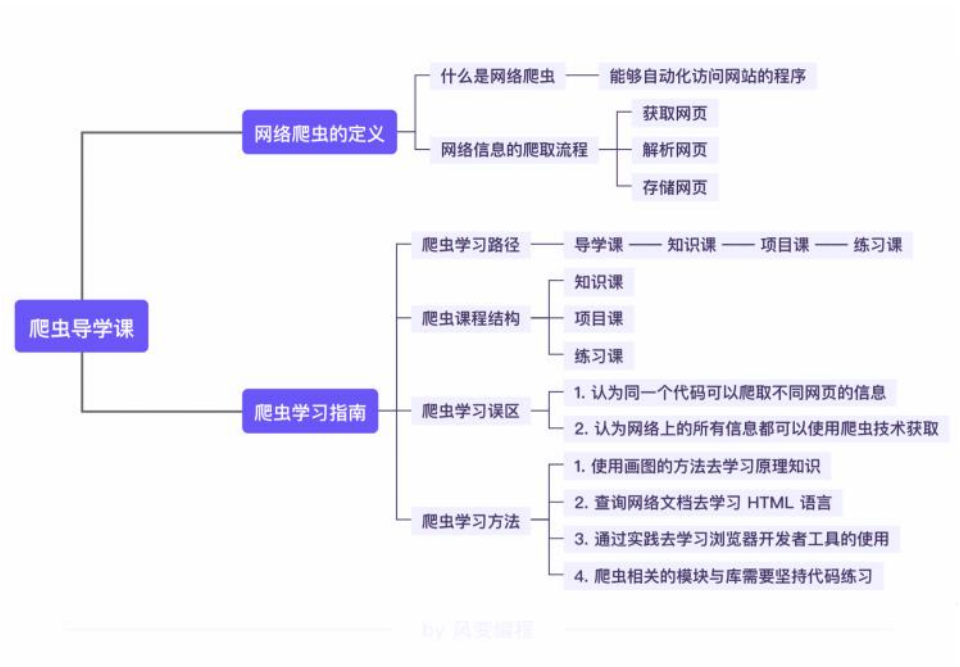 爬虫导学课
网络爬虫的定义
什么是网络爬虫
能够自动化访问网站的程序
网络信息的爬取流程
获取网页
解析网页
存储网页
爬虫学习指南
爬虫学习路径
导学课 —— 知识课 —— 项目课 —— 练习课
爬虫课程结构
知识课
项目课
练习课
爬虫学习误区
1. 认为同一个代码可以爬取不同网页的信息
2. 认为网络上的所有信息都可以使用爬虫技术获取
爬虫学习方法
1. 使用画图的方法去学习原理知识
2. 查询网络文档去学习 HTML 语言
3. 通过实践去学习浏览器开发者工具的使用
4. 爬虫相关的模块与库需要坚持代码练习
by 风变编程